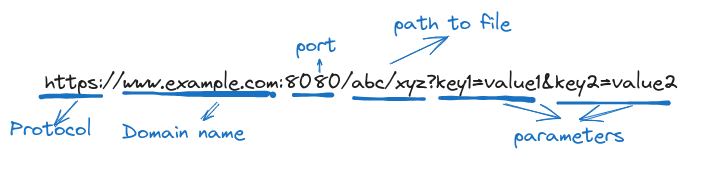 path to file
port
https://www.example.com:8080/abc/xyz?key1=value1&key2=value2
Protocol
Domain name
parameters